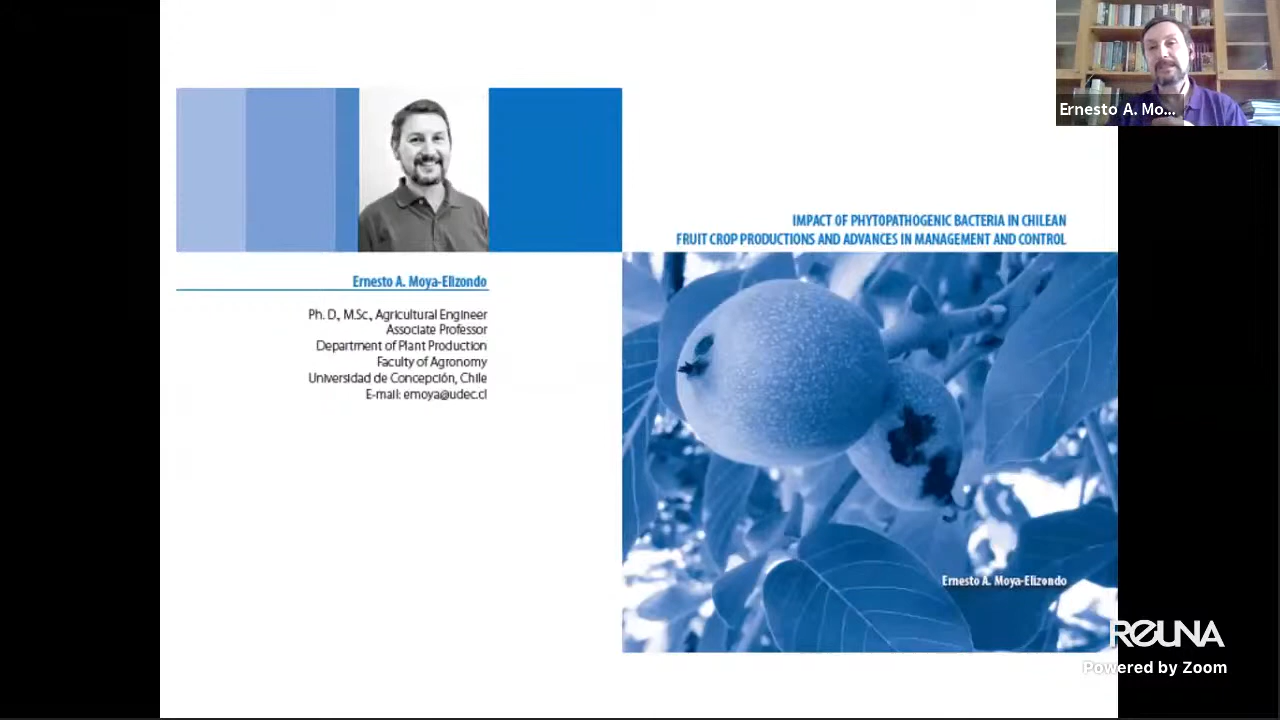 Ernesto A. Mo...
IMPACT OF PHYTOPATHOGENIC BACTERIA IN CHILEAN
FRUIT CROP PRODUCTIONS AND ADVANCES IN MANAGEMENT AND CONTROL
Ernesto A. Moya-Elizondo
Ph. D., M.Sc., Agricultural Engineer
Associate Professor
Department of Plant Production
Faculty of Agronomy
Universidad de Concepción, Chile
E-mail: emoya@udec.cl
Ernesto A. Moya-Elizondo
REUNA
Powered by Zoom